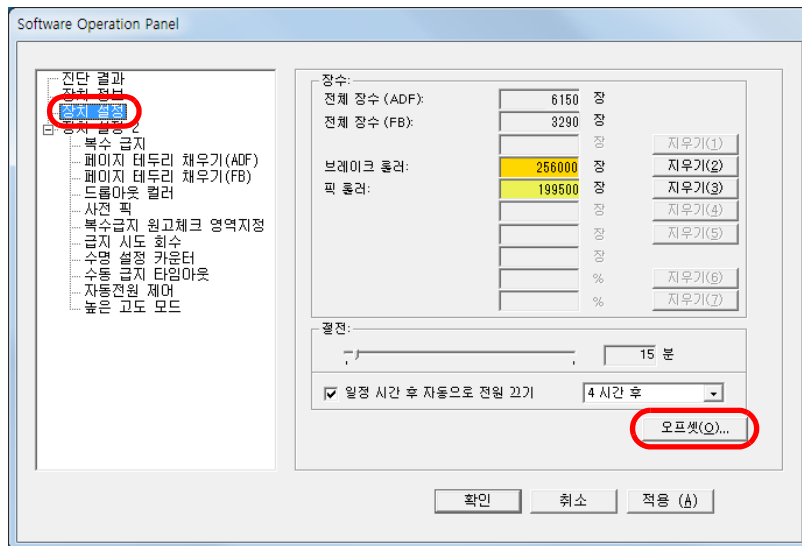 Software Operation Panel
진단 결과
장치 정보
장치 설정
장치 설정 2
복수 급지
페이지 테두리 채우기(ADF)
페이지 테두리 채우기(FB)
드롭아웃 컬러
사전 픽
복수급지 원고체크 영역지정
급지 시도 회수
수명 설정 카운터
수동 급지 타임아웃
자동전원 제어
높은 고도 모드
장수:
전체 장수 (ADF): 6150 장
전체 장수 (FB): 3290 장
장 지우기(1)
브레이크 롤러: 256000 장 지우기(2)
픽 롤러: 199500 장 지우기(3)
장 지우기(4)
장 지우기(5)
장
% 지우기(6)
% 지우기(7)
절전:
15 분
일정 시간 후 자동으로 전원 끄기 4 시간 후
오프셋(O)...
확인 취소 적용 (A)